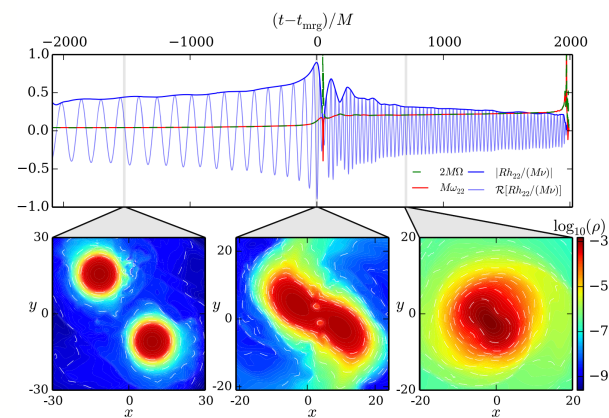 (t−t_mrg)/M
−2000 −1000 0 1000 2000
1.0
0.5
0.0
−0.5
−1.0
2MΩ |Rh₂₂/(Mν)|
Mω₂₂ ℛ[Rh₂₂/(Mν)]
log₁₀(ρ)
30 20 20 −3
y 0 y 0 y 0 −5
−7
-30 -20 -20 −9
-30 0 30 -20 0 20 -20 0 20
x x x